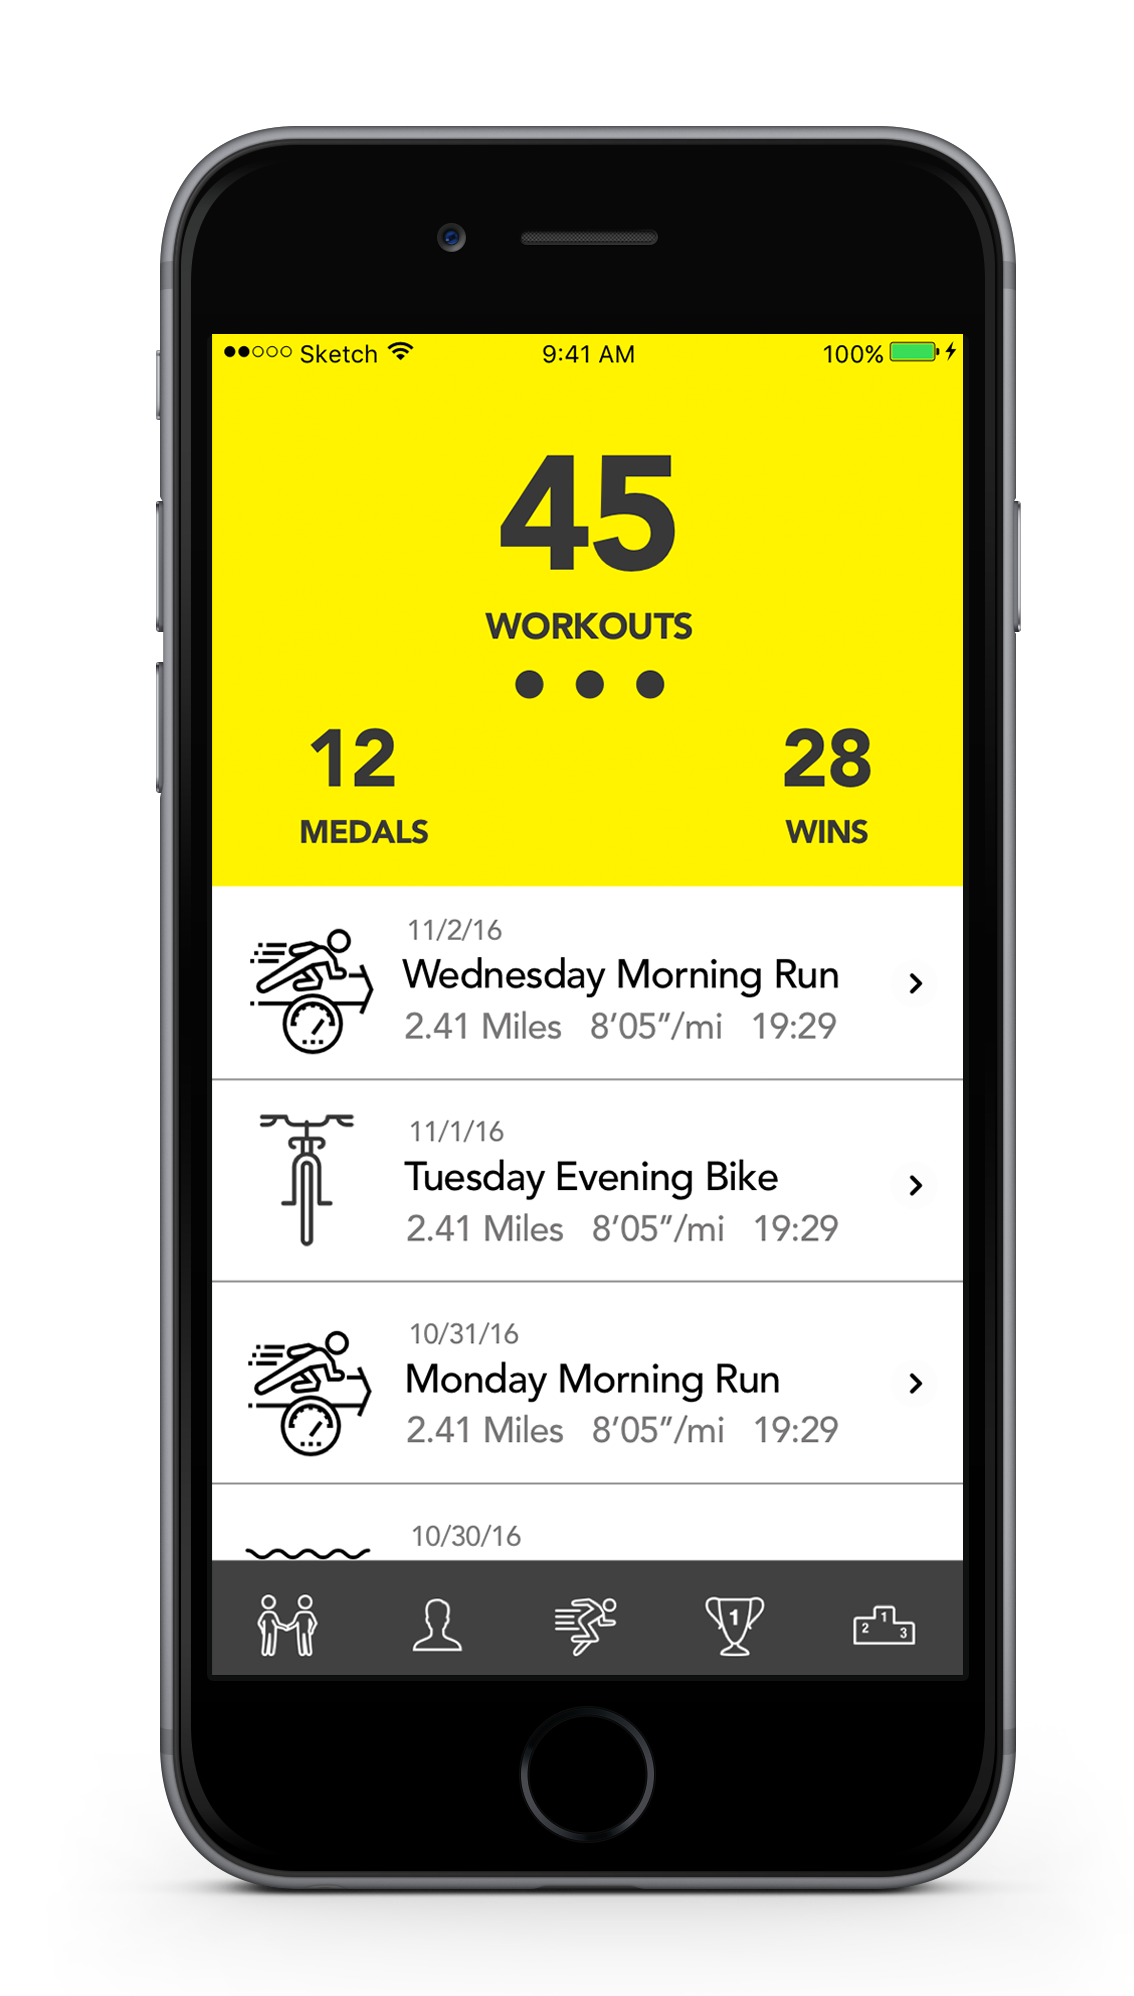 Sketch 9:41 AM 100%
45
WORKOUTS
12 28
MEDALS WINS
11/2/16
Wednesday Morning Run
2.41 Miles 8’05”/mi 19:29
11/1/16
Tuesday Evening Bike
2.41 Miles 8’05”/mi 19:29
10/31/16
Monday Morning Run
2.41 Miles 8’05”/mi 19:29
10/30/16
1 2 1 3